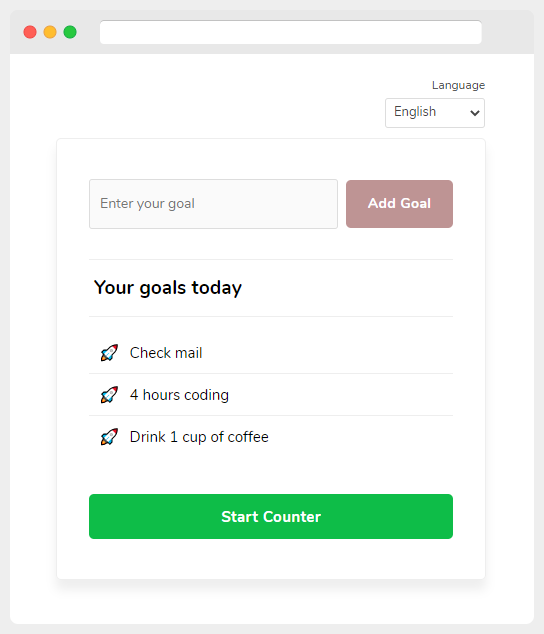 Language
English
Enter your goal
Add Goal
Your goals today
Check mail
4 hours coding
Drink 1 cup of coffee
Start Counter